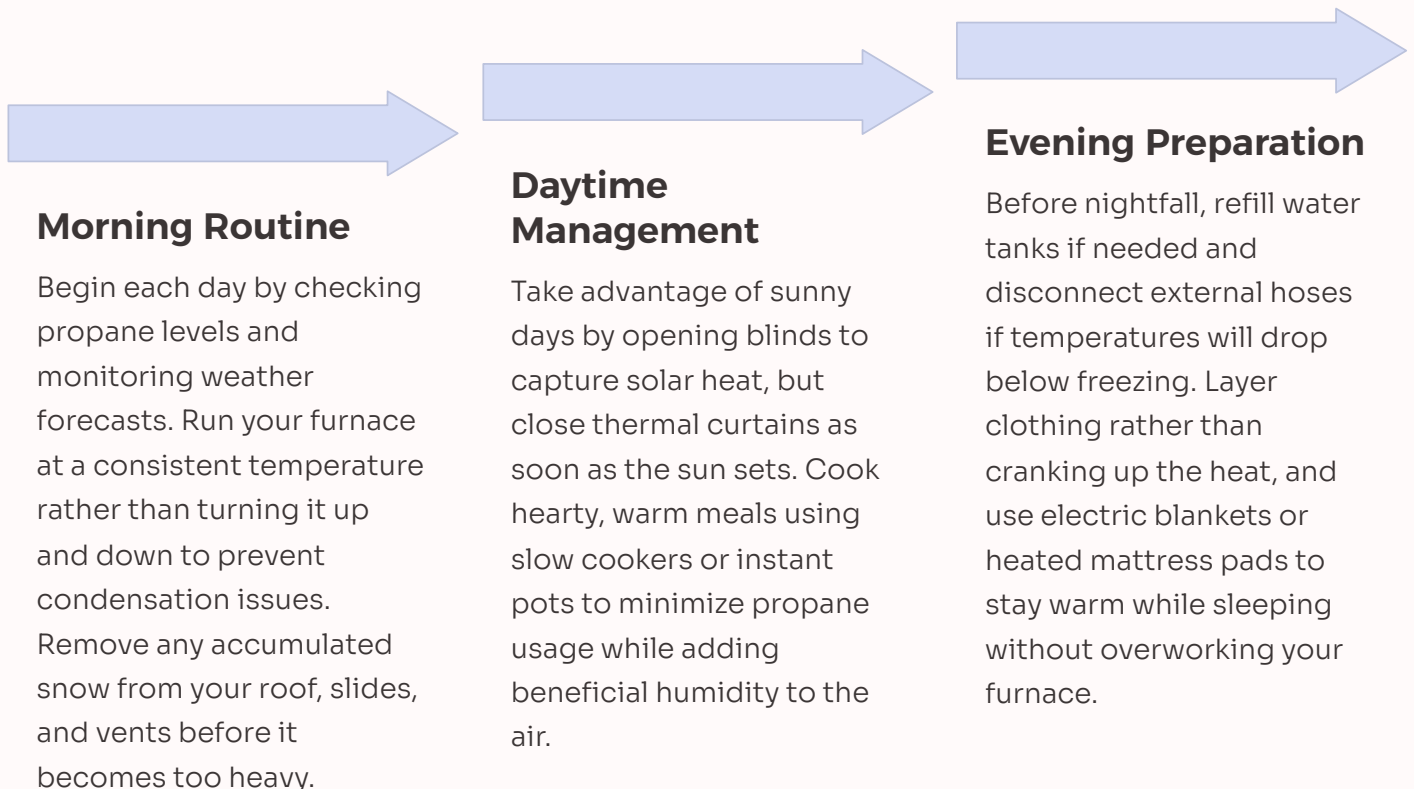 Morning Routine
Begin each day by checking
propane levels and
monitoring weather
forecasts. Run your furnace
at a consistent temperature
rather than turning it up
and down to prevent
condensation issues.
Remove any accumulated
snow from your roof, slides,
and vents before it
becomes too heavy.
Daytime
Management
Take advantage of sunny
days by opening blinds to
capture solar heat, but
close thermal curtains as
soon as the sun sets. Cook
hearty, warm meals using
slow cookers or instant
pots to minimize propane
usage while adding
beneficial humidity to the
air.
Evening Preparation
Before nightfall, refill water
tanks if needed and
disconnect external hoses
if temperatures will drop
below freezing. Layer
clothing rather than
cranking up the heat, and
use electric blankets or
heated mattress pads to
stay warm while sleeping
without overworking your
furnace.